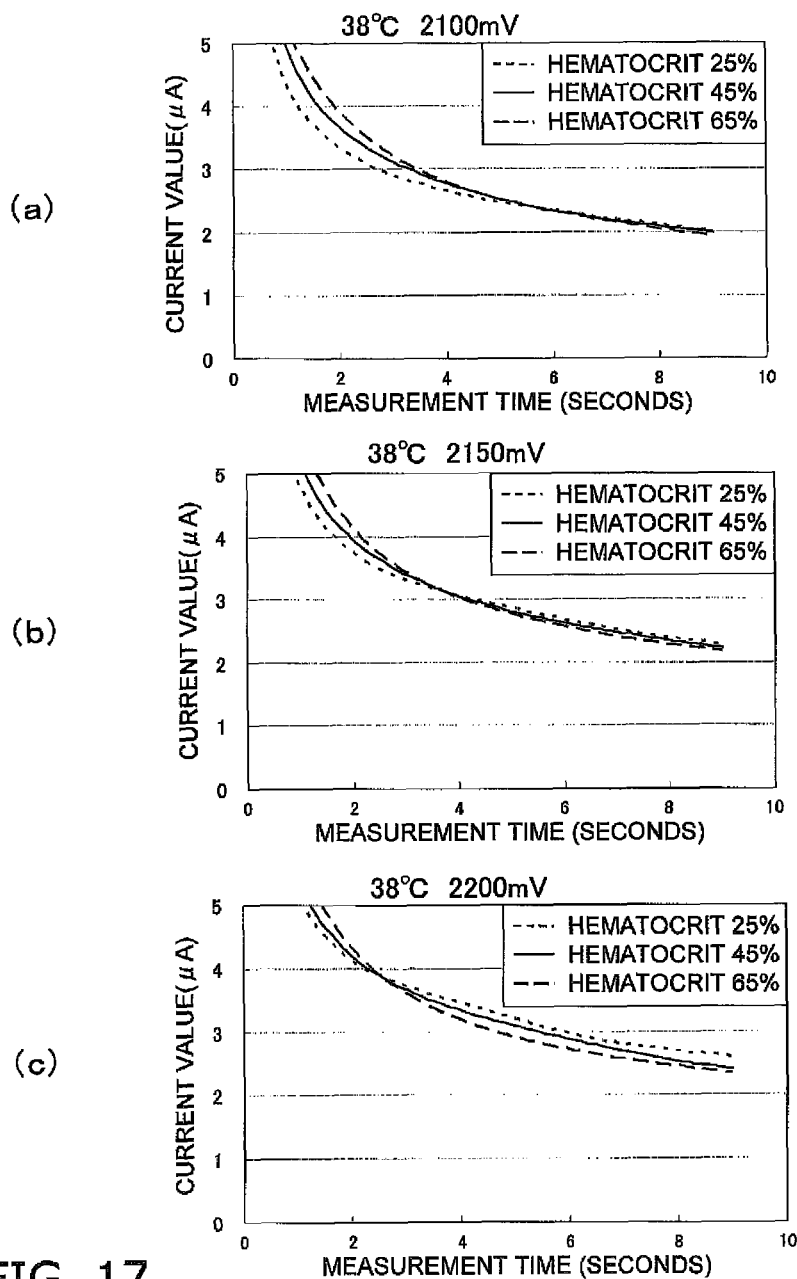 38℃ 2100mV
(a)
CURRENT VALUE(μA)
5
4
3
2
1
0
HEMATOCRIT 25%
HEMATOCRIT 45%
HEMATOCRIT 65%
0 2 4 6 8 10
MEASUREMENT TIME (SECONDS)
38℃ 2150mV
(b)
CURRENT VALUE(μA)
5
4
3
2
1
0
HEMATOCRIT 25%
HEMATOCRIT 45%
HEMATOCRIT 65%
0 2 4 6 8 10
MEASUREMENT TIME (SECONDS)
38℃ 2200mV
(c)
CURRENT VALUE(μA)
5
4
3
2
1
0
HEMATOCRIT 25%
HEMATOCRIT 45%
HEMATOCRIT 65%
0 2 4 6 8 10
MEASUREMENT TIME (SECONDS)
FIG. 17